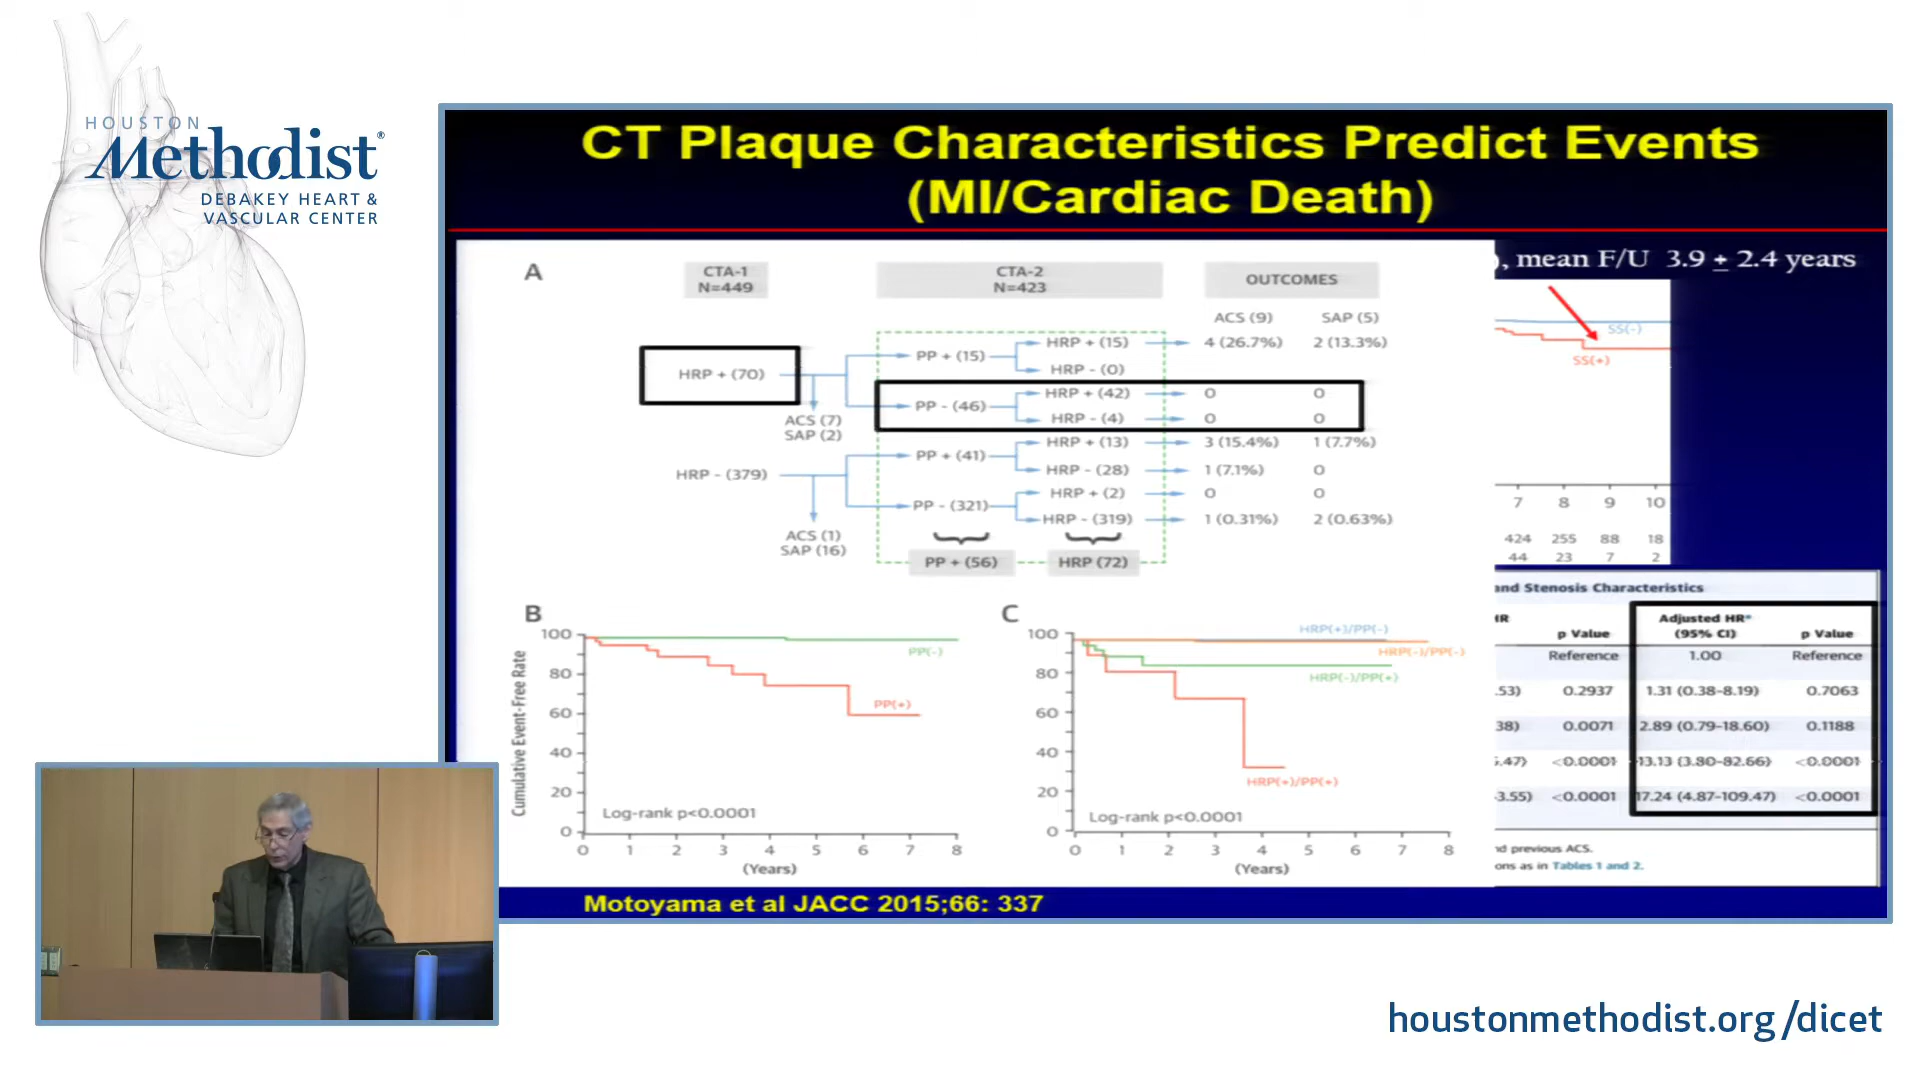 HOUSTON
Methodist®
DEBAKEY HEART &
VASCULAR CENTER
CT Plaque Characteristics Predict Events
(MI/Cardiac Death)
, mean F/U 3.9 ± 2.4 years
A
CTA-1
N=449
CTA-2
N=423
OUTCOMES
ACS (9) SAP (5)
HRP + (70)
ACS (7)
SAP (2)
PP + (15)
HRP + (15) 4 (26.7%) 2 (13.3%)
HRP - (0)
PP - (46)
HRP + (42) 0 0
HRP - (4) 0 0
HRP - (379)
ACS (1)
SAP (16)
PP + (41)
HRP + (13) 3 (15.4%) 1 (7.7%)
HRP - (28) 1 (7.1%) 0
PP - (321)
HRP + (2) 0 0
HRP - (319) 1 (0.31%) 2 (0.63%)
PP + (56) HRP (72)
SS(-)
SS(+)
7 8 9 10
424 255 88 18
44 23 7 2
and Stenosis Characteristics
HR p Value Adjusted HR* (95% CI) p Value
Reference 1.00 Reference
.53) 0.2937 1.31 (0.38-8.19) 0.7063
38) 0.0071 2.89 (0.79-18.60) 0.1188
.47) <0.0001 13.13 (3.80-82.66) <0.0001
3.55) <0.0001 17.24 (4.87-109.47) <0.0001
nd previous ACS.
ons as in Tables 1 and 2.
B
Cumulative Event-Free Rate
100
80
60
40
20
0
PP(-)
PP(+)
Log-rank p<0.0001
0 1 2 3 4 5 6 7 8
(Years)
C
100
80
60
40
20
0
HRP(+)/PP(-)
HRP(-)/PP(-)
HRP(-)/PP(+)
HRP(+)/PP(+)
Log-rank p<0.0001
0 1 2 3 4 5 6 7 8
(Years)
Motoyama et al JACC 2015;66: 337
houstonmethodist.org/dicet